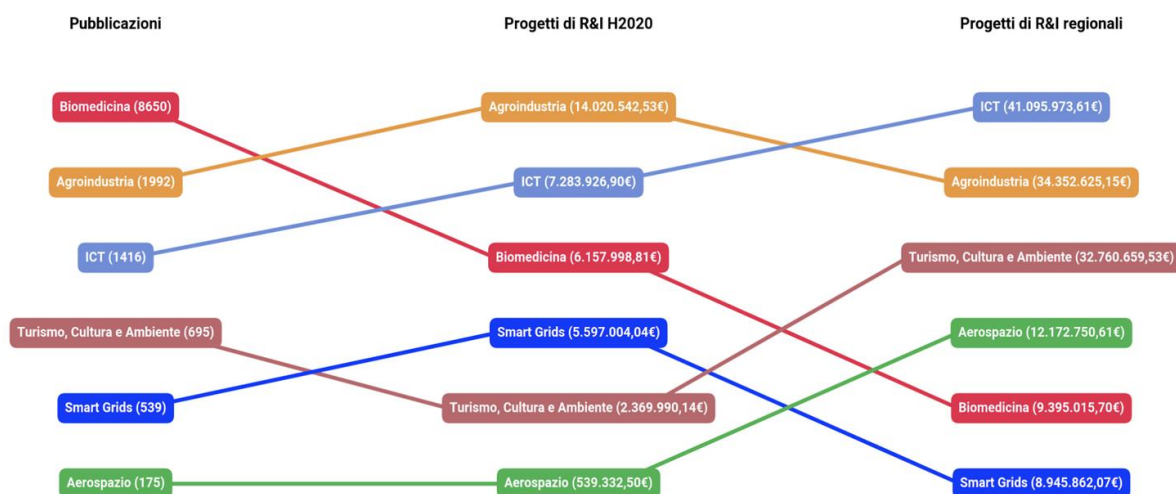 Pubblicazioni
Progetti di R&I H2020
Progetti di R&I regionali
Biomedicina (8650)
Agroindustria (14.020.542,53€)
ICT (41.095.973,61€)
Agroindustria (1992)
ICT (7.283.926,90€)
Agroindustria (34.352.625,15€)
ICT (1416)
Biomedicina (6.157.998,81€)
Turismo, Cultura e Ambiente (32.760.659,53€)
Turismo, Cultura e Ambiente (695)
Smart Grids (5.597.004,04€)
Aerospazio (12.172.750,61€)
Smart Grids (539)
Turismo, Cultura e Ambiente (2.369.990,14€)
Biomedicina (9.395.015,70€)
Aerospazio (175)
Aerospazio (539.332,50€)
Smart Grids (8.945.862,07€)